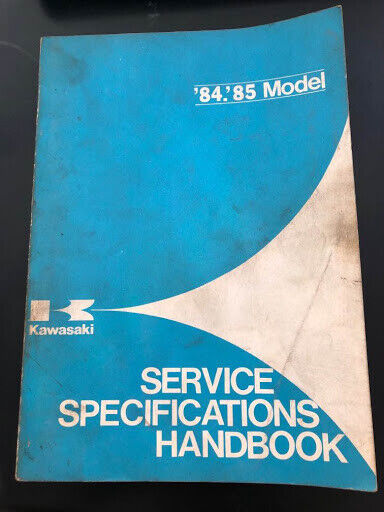 '84.'85 Model
Kawasaki
SERVICE
SPECIFICATIONS
HANDBOOK